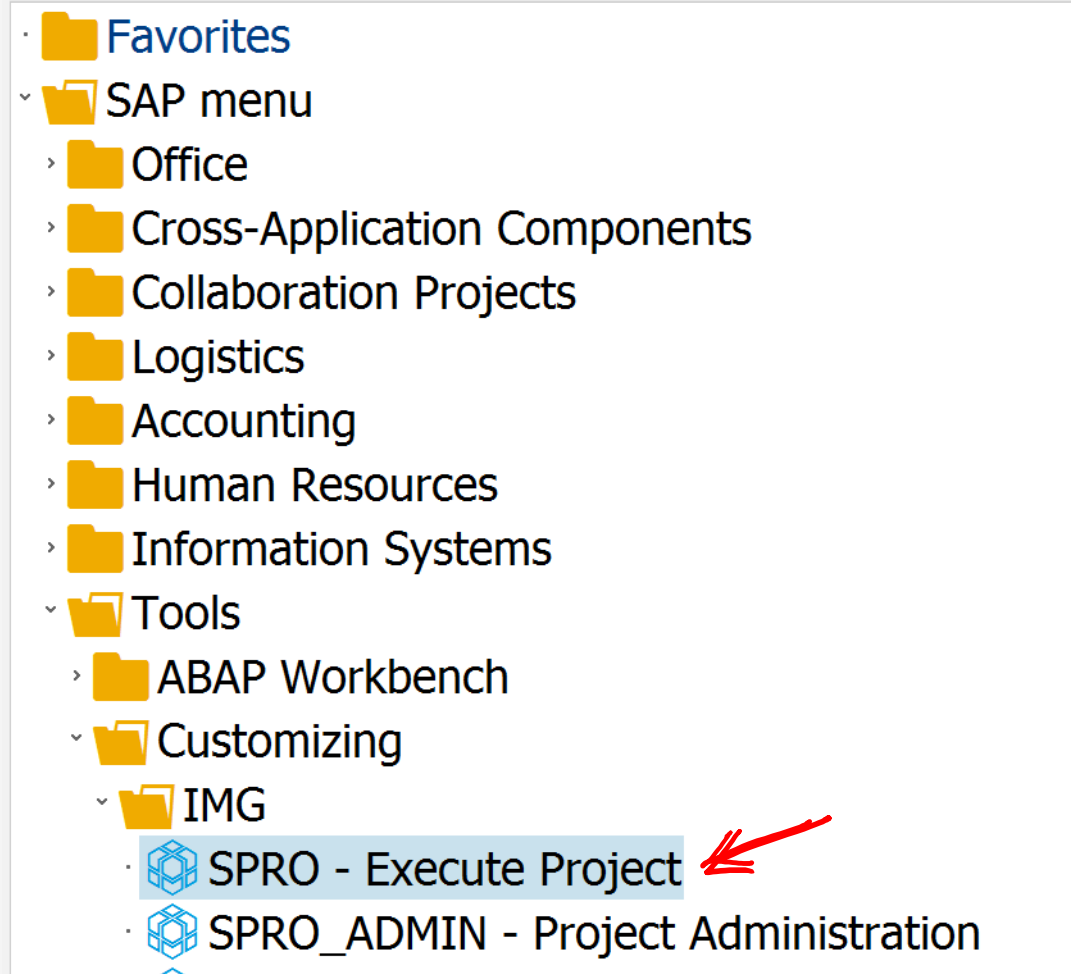 Favorites
SAP menu
Office
Cross-Application Components
Collaboration Projects
Logistics
Accounting
Human Resources
Information Systems
Tools
ABAP Workbench
Customizing
IMG
SPRO - Execute Project
SPRO_ADMIN - Project Administration